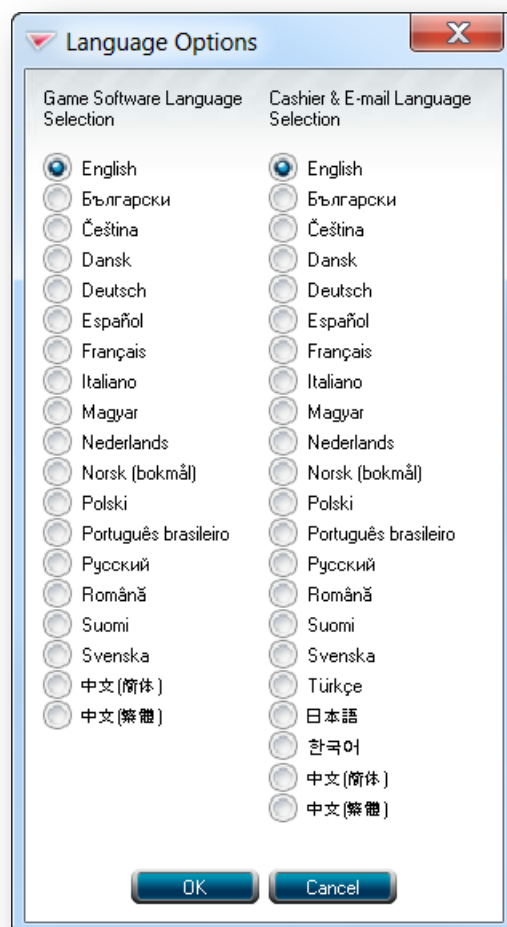 Language Options
Game Software Language
Selection
English
Български
Čeština
Dansk
Deutsch
Español
Français
Italiano
Magyar
Nederlands
Norsk (bokmål)
Polski
Português brasileiro
Русский
Română
Suomi
Svenska
中文(简体)
中文(繁體)
Cashier & E-mail Language
Selection
English
Български
Čeština
Dansk
Deutsch
Español
Français
Italiano
Magyar
Nederlands
Norsk (bokmål)
Polski
Português brasileiro
Русский
Română
Suomi
Svenska
Türkçe
日本語
한국어
中文(简体)
中文(繁體)
OK
Cancel